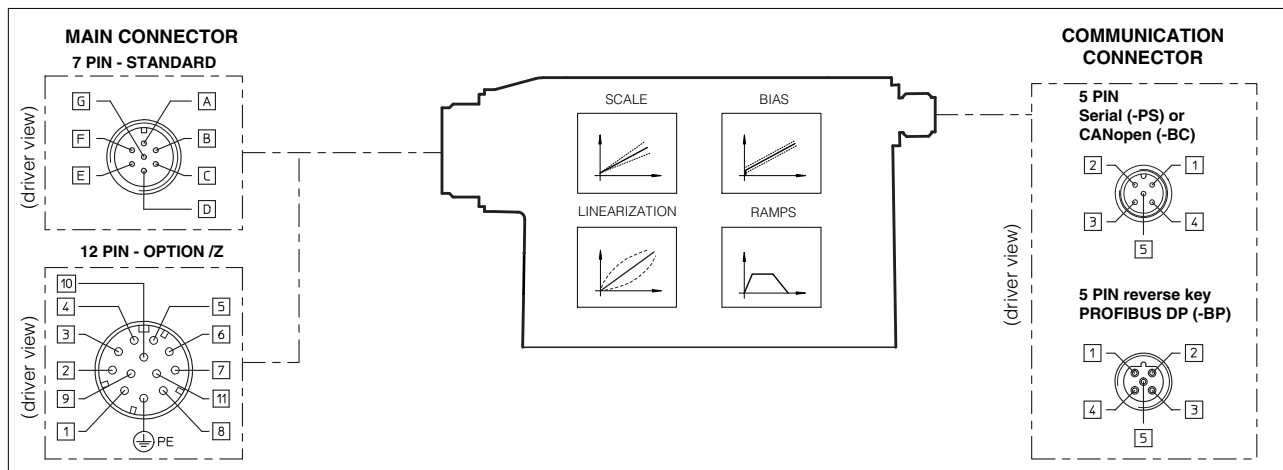 MAIN CONNECTOR
7 PIN - STANDARD
(driver view)
G
A
F
B
E
C
D
12 PIN - OPTION /Z
(driver view)
10
4
5
3
6
2
7
9
11
1
8
PE
SCALE
BIAS
LINEARIZATION
RAMPS
COMMUNICATION
CONNECTOR
(driver view)
5 PIN
Serial (-PS) or
CANopen (-BC)
2
1
3
4
5
5 PIN reverse key
PROFIBUS DP (-BP)
1
2
4
3
5